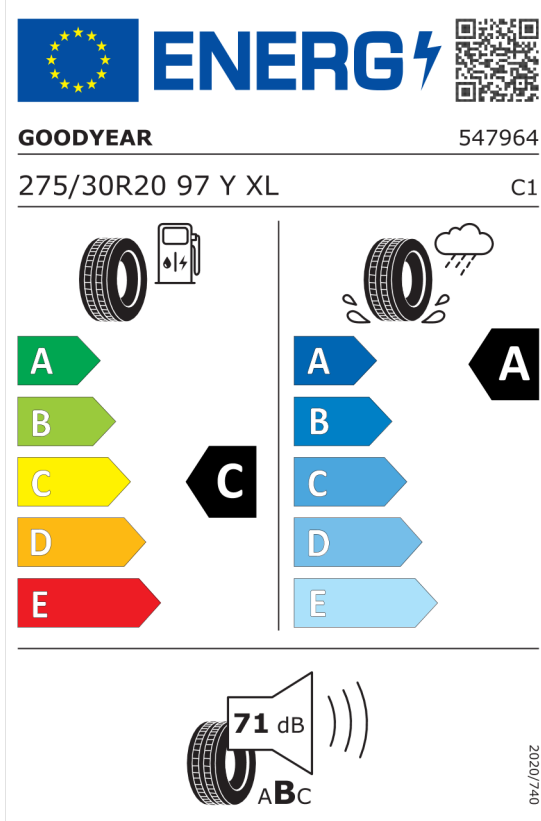 ENERG
GOODYEAR 547964
275/30R20 97 Y XL C1
A A A
B B
C C C
D D
E E
71 dB
ABC
2020/740